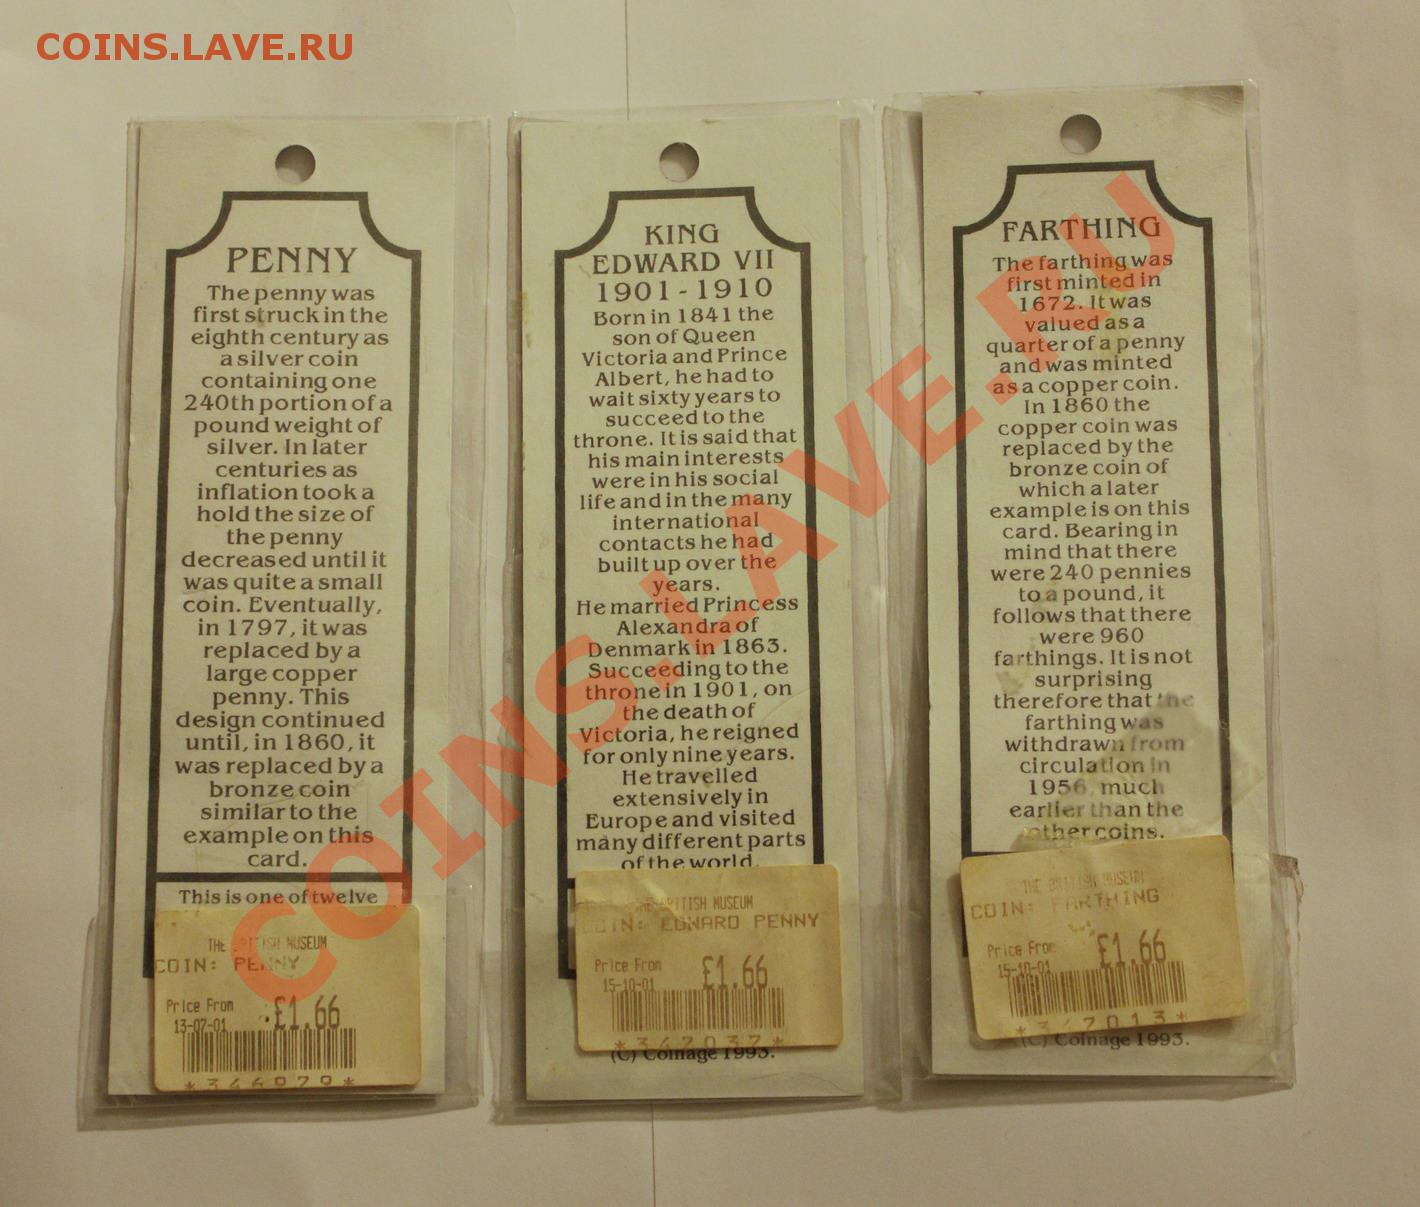 COINS.LAVE.RU
PENNY
The penny was
first struck in the
eighth century as
a silver coin
containing one
240th portion of a
pound weight of
silver. In later
centuries as
inflation took a
hold the size of
the penny
decreased until it
was quite a small
coin. Eventually,
in 1797, it was
replaced by a
large copper
penny. This
design continued
until, in 1860, it
was replaced by a
bronze coin
similar to the
example on this
card.
This is one of twelve
THE BRITISH MUSEUM
COIN: PENNY
Price From
13-07-01
£1.66
KING
EDWARD VII
1901 - 1910
Born in 1841 the
son of Queen
Victoria and Prince
Albert, he had to
wait sixty years to
succeed to the
throne. It is said that
his main interests
were in his social
life and in the many
international
contacts he had
built up over the
years.
He married Princess
Alexandra of
Denmark in 1863.
Succeeding to the
throne in 1901, on
the death of
Victoria, he reigned
for only nine years.
He travelled
extensively in
Europe and visited
many different parts
of the world.
THE BRITISH MUSEUM
COIN: EDWARD PENNY
Price From
15-10-01
£1.66
*347037*
(C) Coinage 1993.
FARTHING
The farthing was
first minted in
1672. It was
valued as a
quarter of a penny
and was minted
as a copper coin.
In 1860 the
copper coin was
replaced by the
bronze coin of
which a later
example is on this
card. Bearing in
mind that there
were 240 pennies
to a pound, it
follows that there
were 960
farthings. It is not
surprising
therefore that the
farthing was
withdrawn from
circulation in
1956, much
earlier than the
other coins.
THE BRITISH MUSEUM
COIN: FARTHING
Price From
15-10-01
£1.66
*347013*
(C) Coinage 1993.
COINS.LAVE.RU